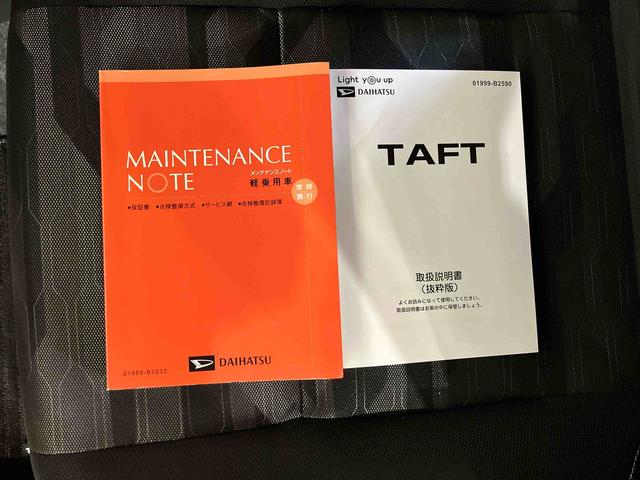 MAINTENANCE
NOTE
メンテナンスノート
軽乗用車
常時
携行
●保証書 ●点検整備方式 ●サービス網 ●点検整備記録簿
01989-B2032
DAIHATSU
Light you up
DAIHATSU
01999-B2590
TAFT
取扱説明書
(抜粋版)
よくお読みになって使用してください。
取扱説明書はお車の中に保管しましょう。